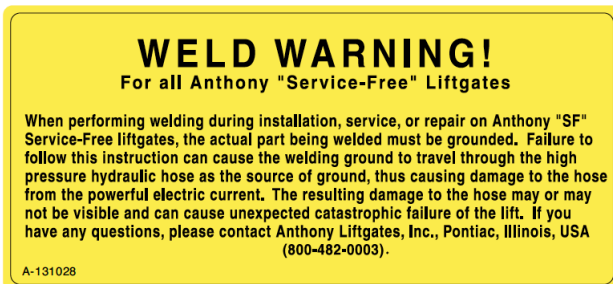 WELD WARNING!
For all Anthony "Service-Free" Liftgates
When performing welding during installation, service, or repair on Anthony "SF"
Service-Free liftgates, the actual part being welded must be grounded. Failure to
follow this instruction can cause the welding ground to travel through the high
pressure hydraulic hose as the source of ground, thus causing damage to the hose
from the powerful electric current. The resulting damage to the hose may or may
not be visible and can cause unexpected catastrophic failure of the lift. If you
have any questions, please contact Anthony Liftgates, Inc., Pontiac, Illinois, USA
(800-482-0003).
A-131028